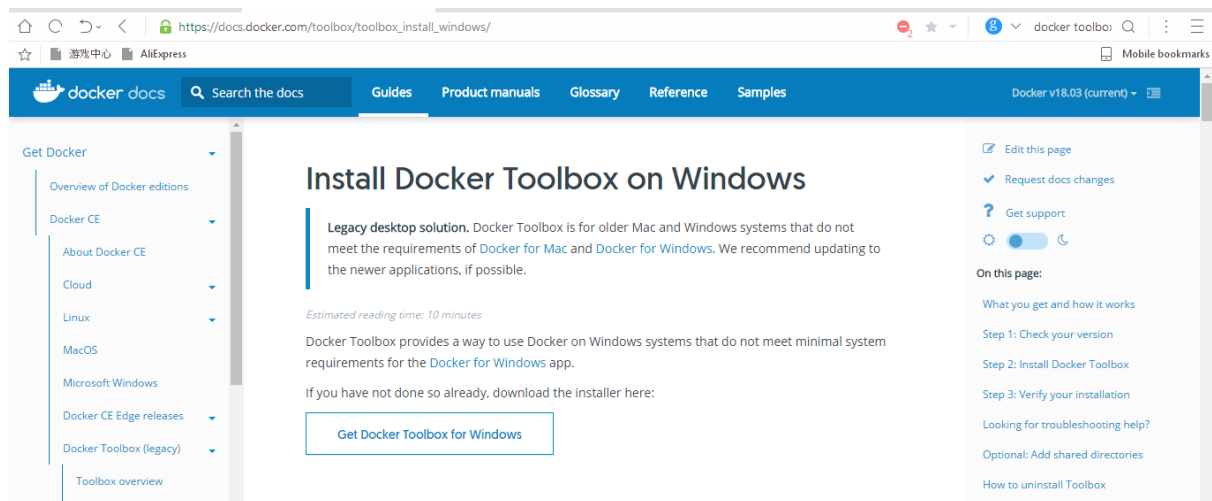 https://docs.docker.com/toolbox/toolbox_install_windows/
2
g
docker toolbo
游戏中心 AliExpress
Mobile bookmarks
docker docs
Search the docs
Guides Product manuals Glossary Reference Samples
Docker v18.03 (current)
Get Docker
Overview of Docker editions
Docker CE
About Docker CE
Cloud
Linux
MacOS
Microsoft Windows
Docker CE Edge releases
Docker Toolbox (legacy)
Toolbox overview
Install Docker Toolbox on Windows
Legacy desktop solution. Docker Toolbox is for older Mac and Windows systems that do not
meet the requirements of Docker for Mac and Docker for Windows. We recommend updating to
the newer applications, if possible.
Estimated reading time: 10 minutes
Docker Toolbox provides a way to use Docker on Windows systems that do not meet minimal system
requirements for the Docker for Windows app.
If you have not done so already, download the installer here:
Get Docker Toolbox for Windows
Edit this page
Request docs changes
? Get support
On this page:
What you get and how it works
Step 1: Check your version
Step 2: Install Docker Toolbox
Step 3: Verify your installation
Looking for troubleshooting help?
Optional: Add shared directories
How to uninstall Toolbox